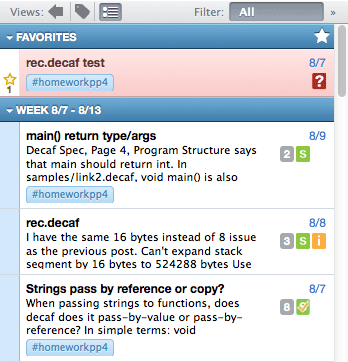 Views: Filter: All
FAVORITES
rec.decaf test 8/7
1 #homeworkpp4 ?
WEEK 8/7 - 8/13
main() return type/args 8/9
Decaf Spec, Page 4, Program Structure says
that main should return int. In 2 S
samples/link2.decaf, void main() is also
#homeworkpp4
rec.decaf 8/8
I have the same 16 bytes instead of 8 issue
as the previous post. Can't expand stack 3 S i
segment by 16 bytes to 524288 bytes Use
Strings pass by reference or copy? 8/7
When passing strings to functions, does
decaf does it pass-by-value or pass-by- 8 S
reference? In simple terms: void
#homeworkpp4